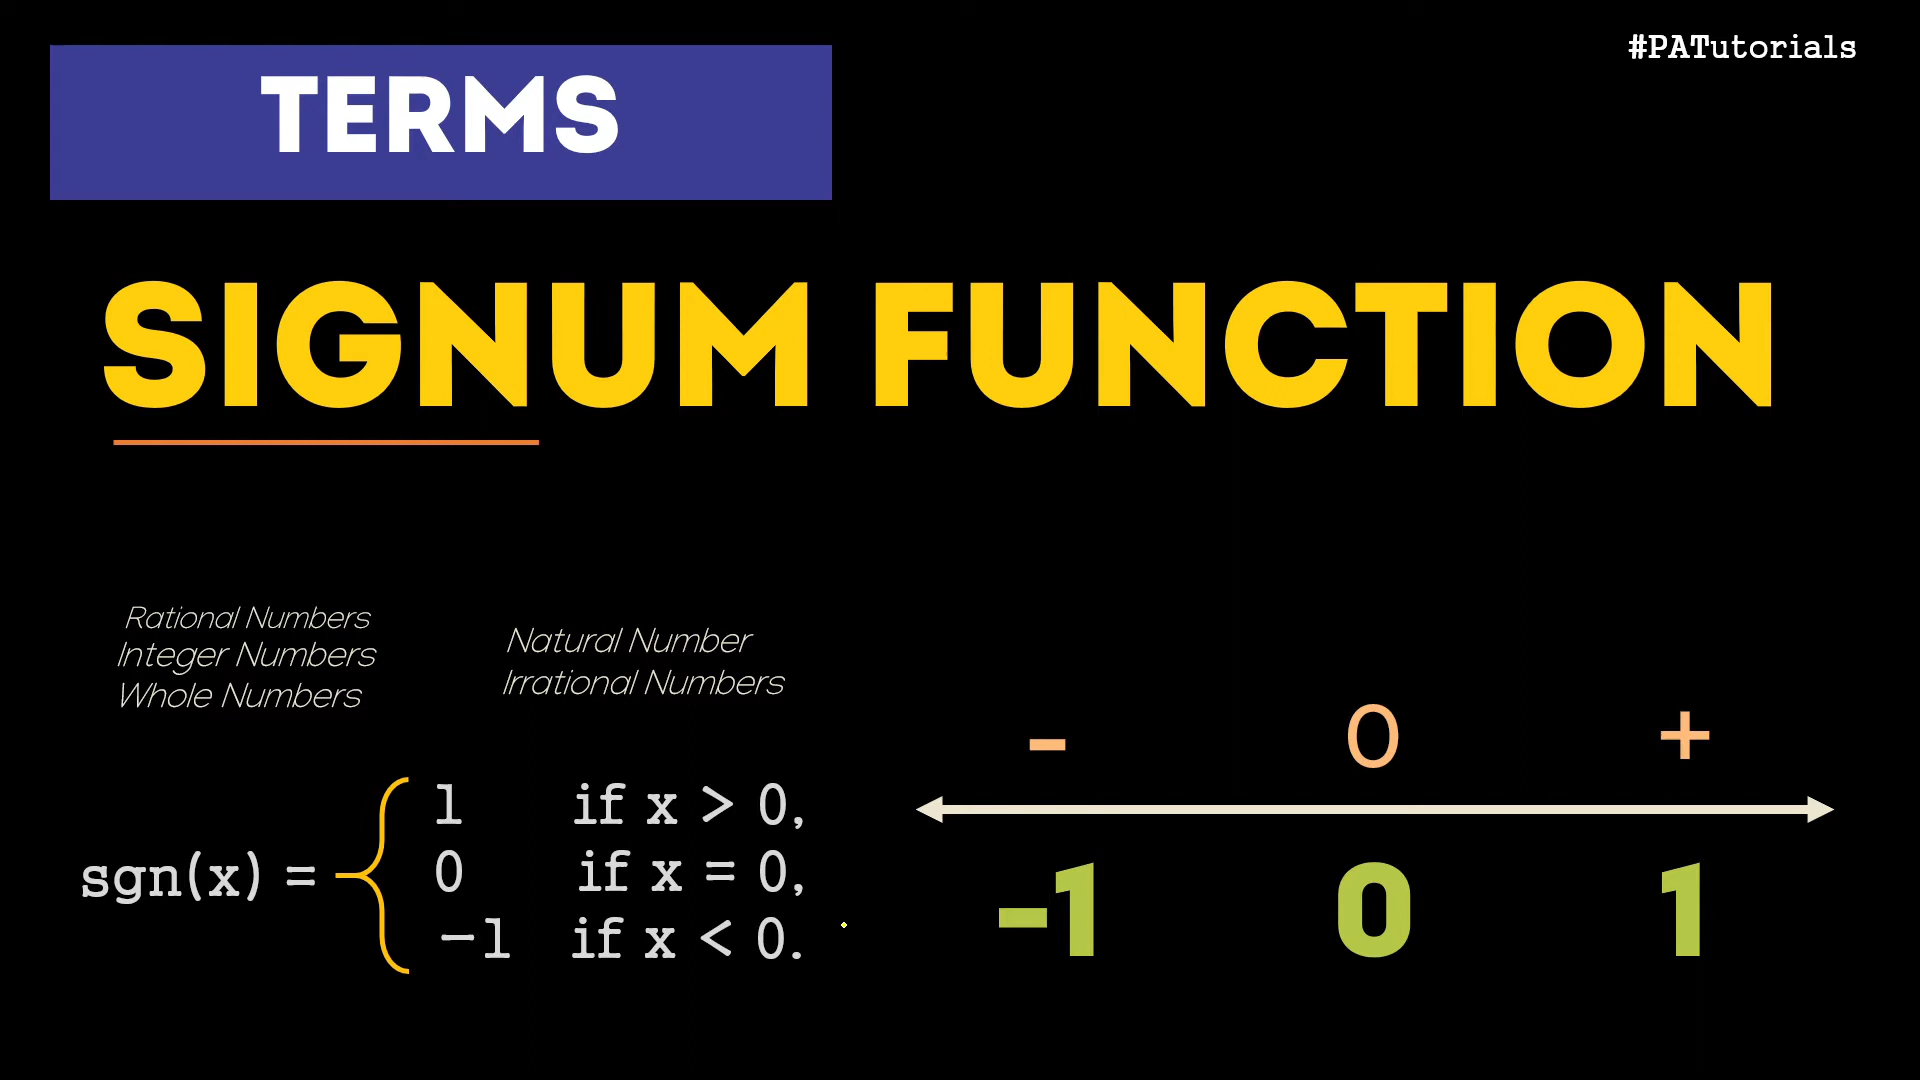 #PATutorials
TERMS
SIGNUM FUNCTION
Rational Numbers
Integer Numbers
Whole Numbers
Natural Number
Irrational Numbers
sgn(x) =
1 if x > 0,
0 if x = 0,
−1 if x < 0.
- 0 +
-1 0 1